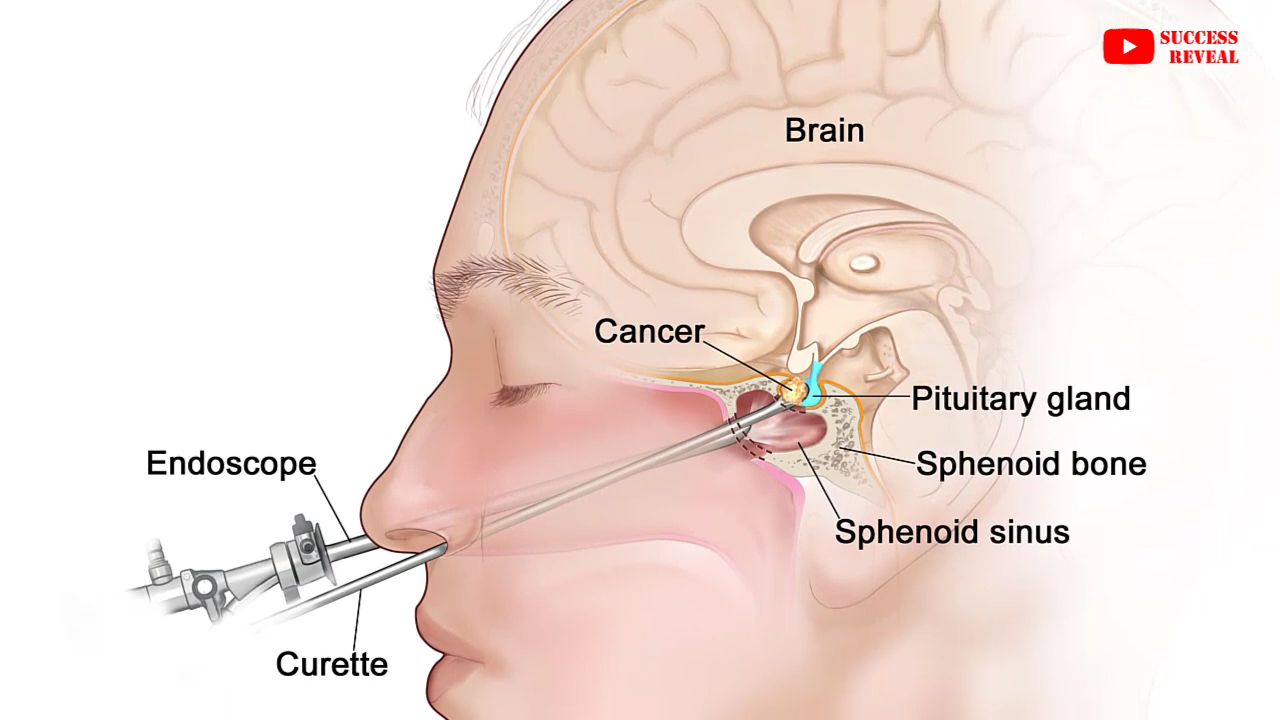 SUCCESS
REVEAL
Brain
Cancer
Pituitary gland
Endoscope
Sphenoid bone
Sphenoid sinus
Curette